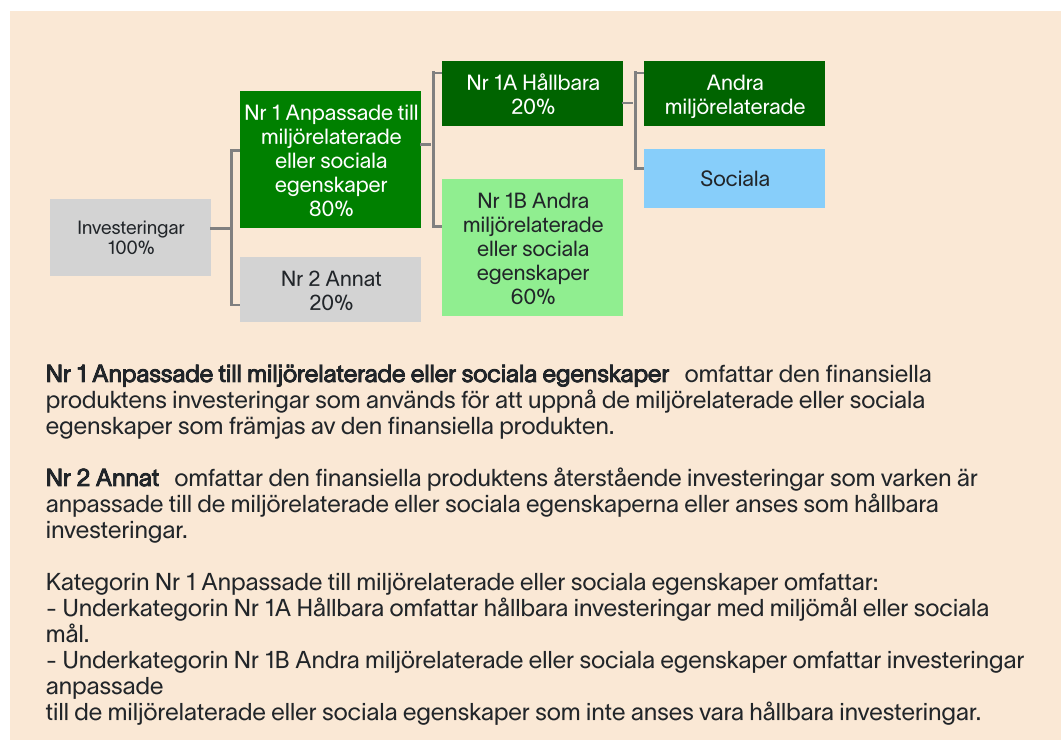 Investeringar
100%
Nr 1 Anpassade till
miljörelaterade
eller sociala
egenskaper
80%
Nr 2 Annat
20%
Nr 1A Hållbara
20%
Nr 1B Andra
miljörelaterade
eller sociala
egenskaper
60%
Andra
miljörelaterade
Sociala
Nr 1 Anpassade till miljörelaterade eller sociala egenskaper omfattar den finansiella
produktens investeringar som används för att uppnå de miljörelaterade eller sociala
egenskaper som främjas av den finansiella produkten.
Nr 2 Annat omfattar den finansiella produktens återstående investeringar som varken är
anpassade till de miljörelaterade eller sociala egenskaperna eller anses som hållbara
investeringar.
Kategorin Nr 1 Anpassade till miljörelaterade eller sociala egenskaper omfattar:
- Underkategorin Nr 1A Hållbara omfattar hållbara investeringar med miljömål eller sociala
mål.
- Underkategorin Nr 1B Andra miljörelaterade eller sociala egenskaper omfattar investeringar
anpassade
till de miljörelaterade eller sociala egenskaper som inte anses vara hållbara investeringar.